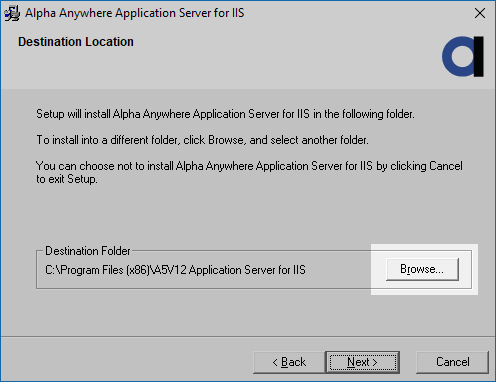 Alpha Anywhere Application Server for IIS
Destination Location
Setup will install Alpha Anywhere Application Server for IIS in the following folder.
To install into a different folder, click Browse, and select another folder.
You can choose not to install Alpha Anywhere Application Server for IIS by clicking Cancel
to exit Setup.
Destination Folder
C:\Program Files (x86)\A5V12 Application Server for IIS
Browse...
< Back
Next >
Cancel